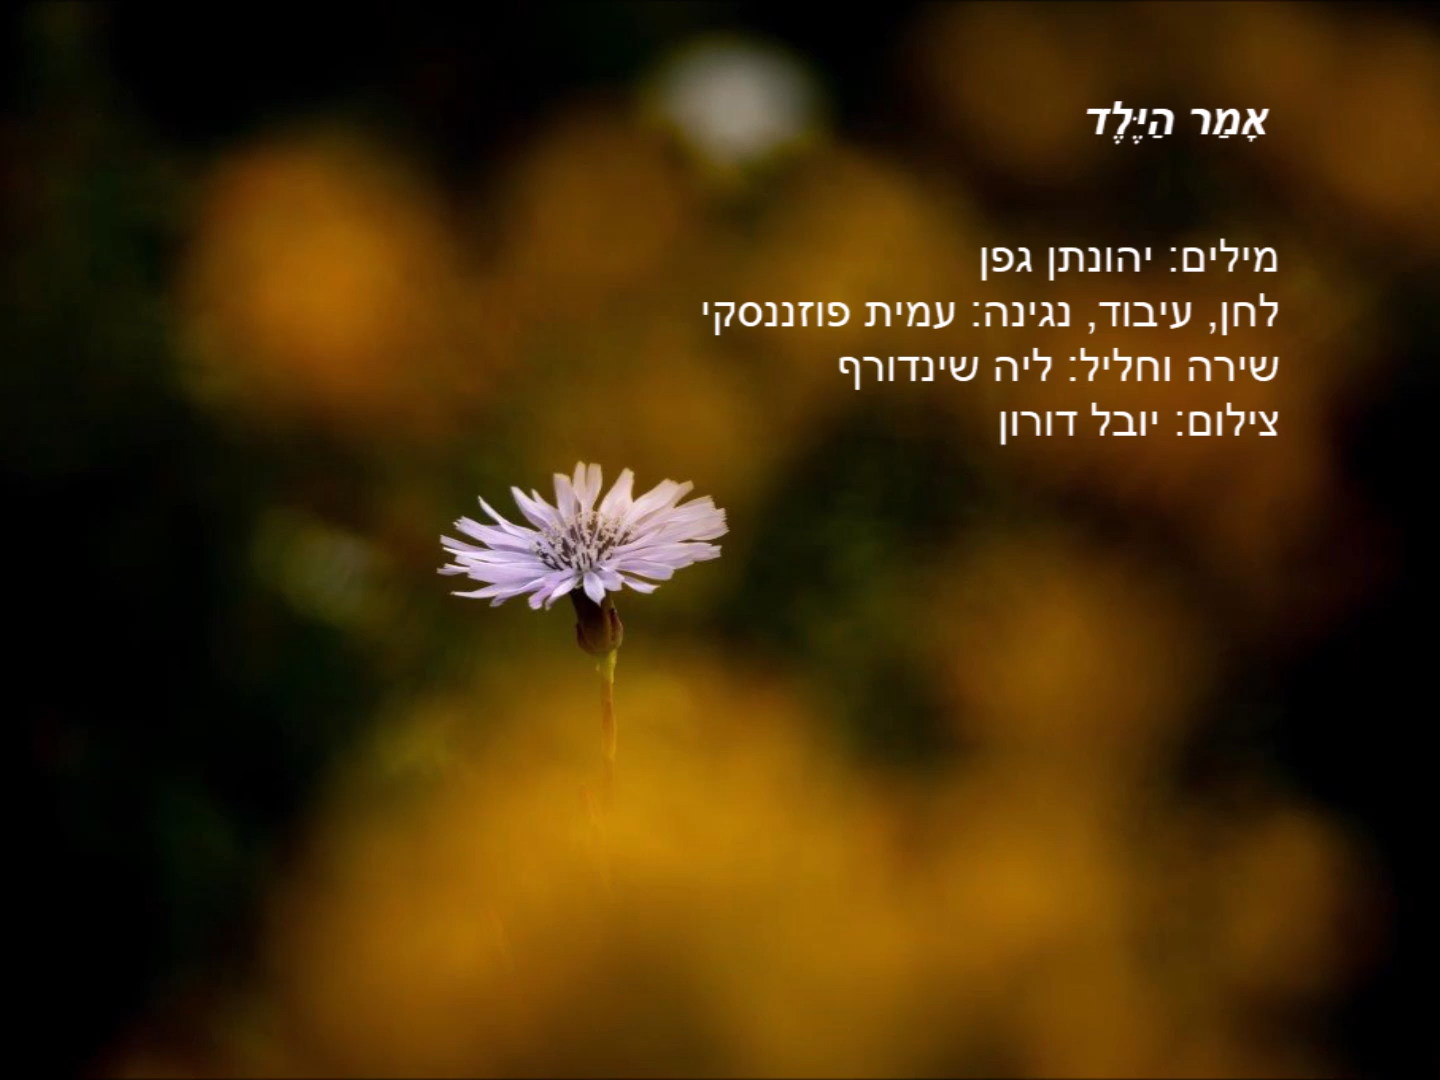 אָמַר הַיֶּלֶד
מילים: יהונתן גפן
לחן, עיבוד, נגינה: עמית פוזננסקי
שירה וחליל: ליה שינדורף
צילום: יובל דורון